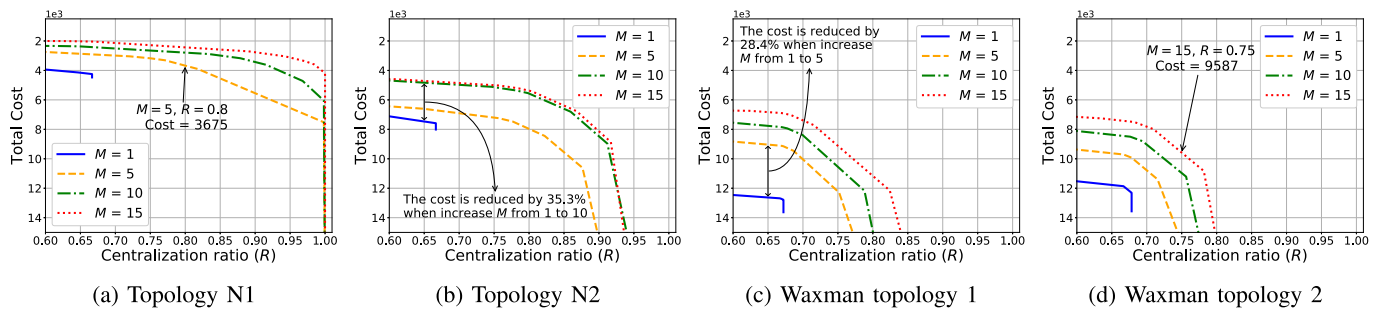 1e3
Total Cost
2
4
6
8
10
12
14
0.60 0.65 0.70 0.75 0.80 0.85 0.90 0.95 1.00
Centralization ratio (R)
M = 5, R = 0.8
Cost = 3675
M = 1
M = 5
M = 10
M = 15
(a) Topology N1
1e3
Total Cost
2
4
6
8
10
12
14
0.60 0.65 0.70 0.75 0.80 0.85 0.90 0.95 1.00
Centralization ratio (R)
M = 1
M = 5
M = 10
M = 15
The cost is reduced by 35.3%
when increase M from 1 to 10
(b) Topology N2
1e3
Total Cost
2
4
6
8
10
12
14
0.60 0.65 0.70 0.75 0.80 0.85 0.90 0.95 1.00
Centralization ratio (R)
The cost is reduced by
28.4% when increase
M from 1 to 5
M = 1
M = 5
M = 10
M = 15
(c) Waxman topology 1
1e3
Total Cost
2
4
6
8
10
12
14
0.60 0.65 0.70 0.75 0.80 0.85 0.90 0.95 1.00
Centralization ratio (R)
M = 15, R = 0.75
Cost = 9587
M = 1
M = 5
M = 10
M = 15
(d) Waxman topology 2